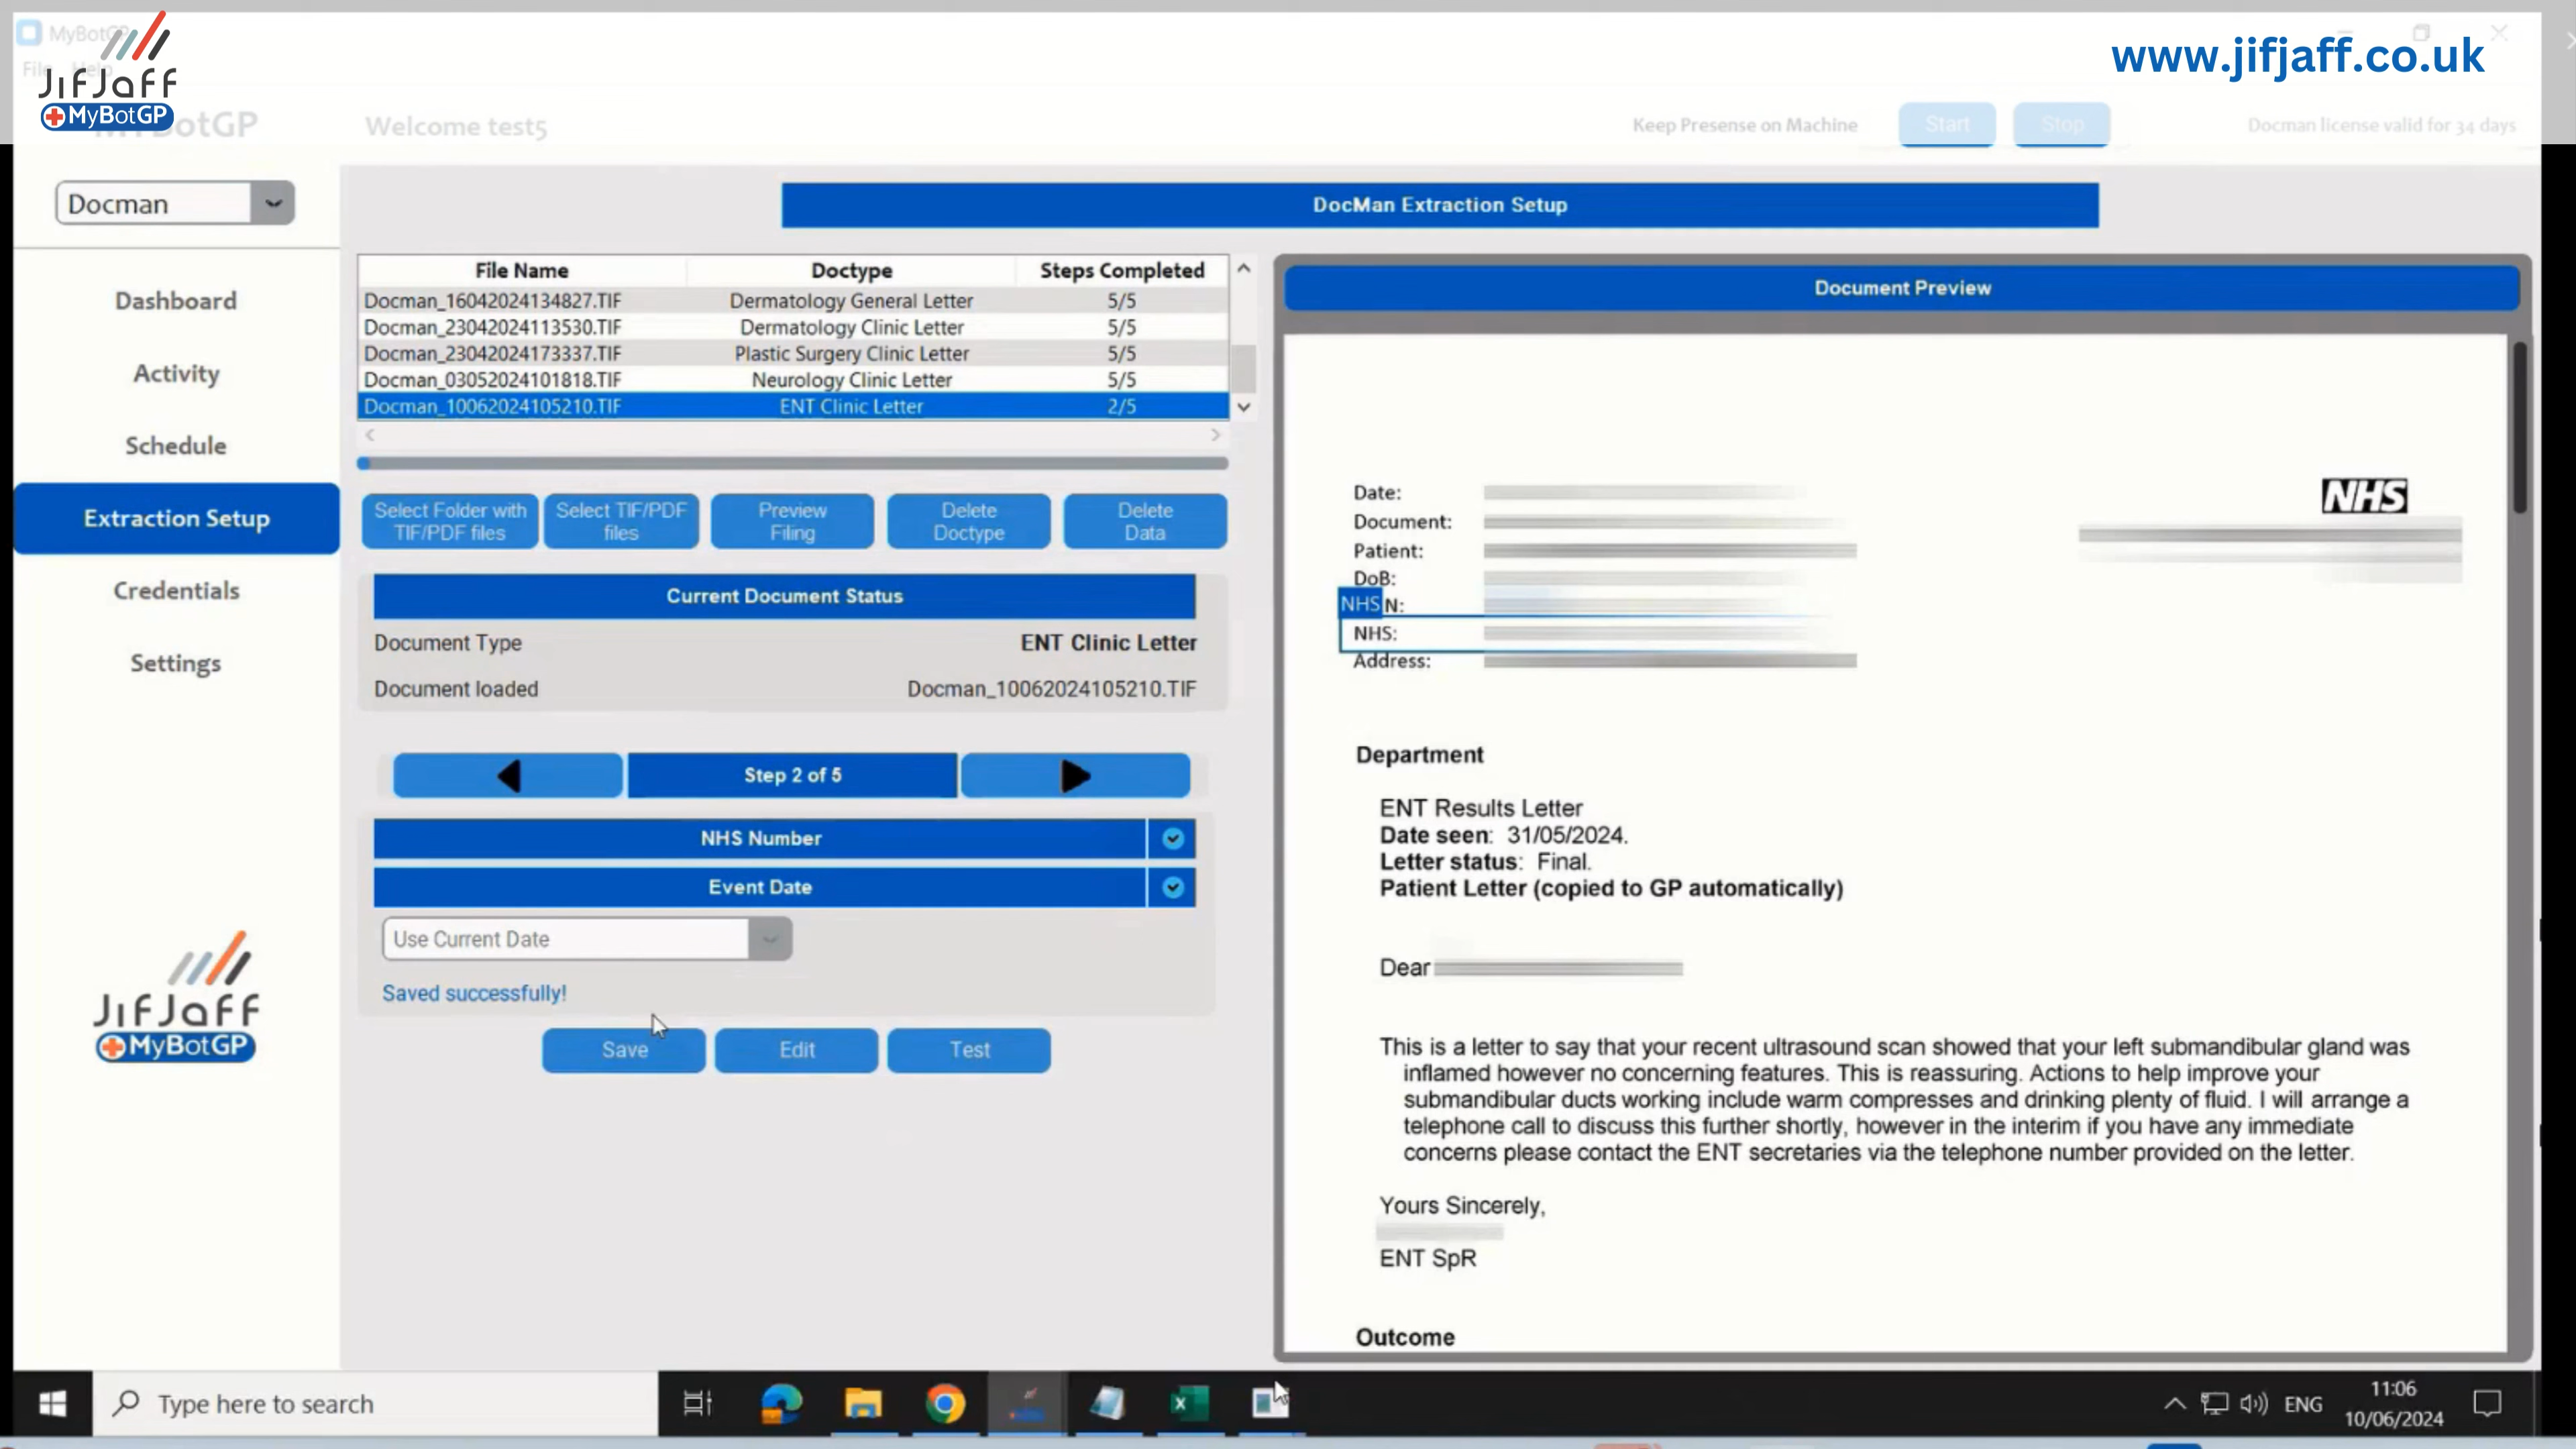 MyBotGP
File Help
JifJaff
MyBotGP
www.jifjaff.co.uk
MyBotGP
Welcome test5
Keep Presense on Machine
Start
Stop
Docman license valid for 34 days
Docman
Dashboard
Activity
Schedule
Extraction Setup
Credentials
Settings
JifJaff
MyBotGP
DocMan Extraction Setup
File Name Doctype Steps Completed
Docman_16042024134827.TIF Dermatology General Letter 5/5
Docman_23042024113530.TIF Dermatology Clinic Letter 5/5
Docman_23042024173337.TIF Plastic Surgery Clinic Letter 5/5
Docman_03052024101818.TIF Neurology Clinic Letter 5/5
Docman_10062024105210.TIF ENT Clinic Letter 2/5
Select Folder with
TIF/PDF files
Select TIF/PDF
files
Preview
Filing
Delete
Doctype
Delete
Data
Current Document Status
Document Type ENT Clinic Letter
Document loaded Docman_10062024105210.TIF
Step 2 of 5
NHS Number
Event Date
Use Current Date
Saved successfully!
Save
Edit
Test
Document Preview
NHS
Date:
Document:
Patient:
DoB:
NHS N:
NHS:
Address:
Department
ENT Results Letter
Date seen: 31/05/2024.
Letter status: Final.
Patient Letter (copied to GP automatically)
Dear
This is a letter to say that your recent ultrasound scan showed that your left submandibular gland was
inflamed however no concerning features. This is reassuring. Actions to help improve your
submandibular ducts working include warm compresses and drinking plenty of fluid. I will arrange a
telephone call to discuss this further shortly, however in the interim if you have any immediate
concerns please contact the ENT secretaries via the telephone number provided on the letter.
Yours Sincerely,
ENT SpR
Outcome
Type here to search
ENG
11:06
10/06/2024